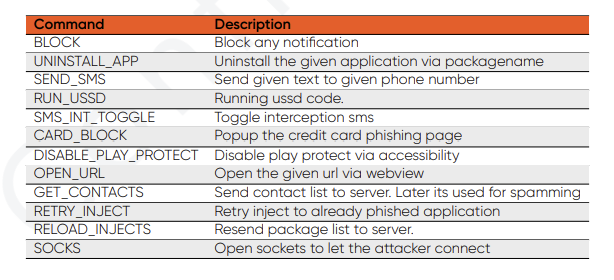 Command Description
BLOCK Block any notification
UNINSTALL_APP Uninstall the given application via packagename
SEND_SMS Send given text to given phone number
RUN_USSD Running ussd code.
SMS_INT_TOGGLE Toggle interception sms
CARD_BLOCK Popup the credit card phishing page
DISABLE_PLAY_PROTECT Disable play protect via accessibility
OPEN_URL Open the given url via webview
GET_CONTACTS Send contact list to server. Later its used for spamming
RETRY_INJECT Retry inject to already phished application
RELOAD_INJECTS Resend package list to server.
SOCKS Open sockets to let the attacker connect